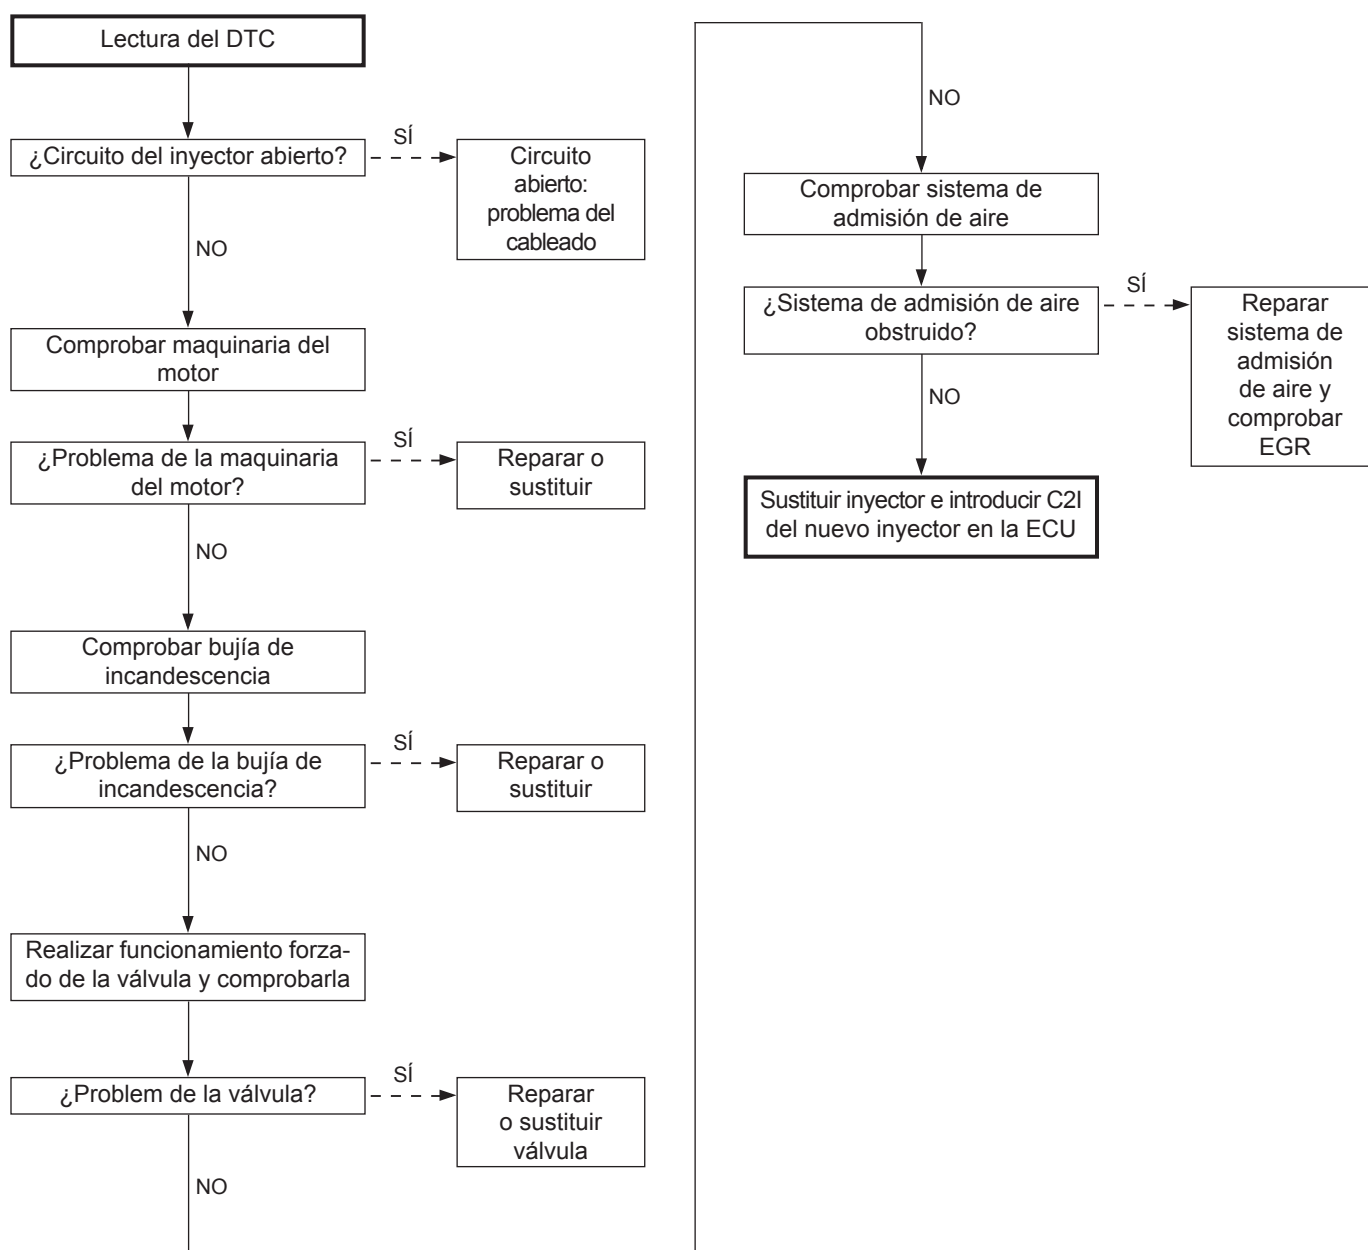 Lectura del DTC
¿Circuito del inyector abierto?
SÍ
Circuito
abierto:
problema del
cableado
NO
Comprobar maquinaria del
motor
¿Problema de la maquinaria
del motor?
SÍ
Reparar o
sustituir
NO
Comprobar bujía de
incandescencia
¿Problema de la bujía de
incandescencia?
SÍ
Reparar o
sustituir
NO
Realizar funcionamiento forza-
do de la válvula y comprobarla
¿Problem de la válvula?
SÍ
Reparar
o sustituir
válvula
NO
NO
Comprobar sistema de
admisión de aire
¿Sistema de admisión de aire
obstruido?
SÍ
Reparar
sistema de
admisión
de aire y
comprobar
EGR
NO
Sustituir inyector e introducir C2I
del nuevo inyector en la ECU